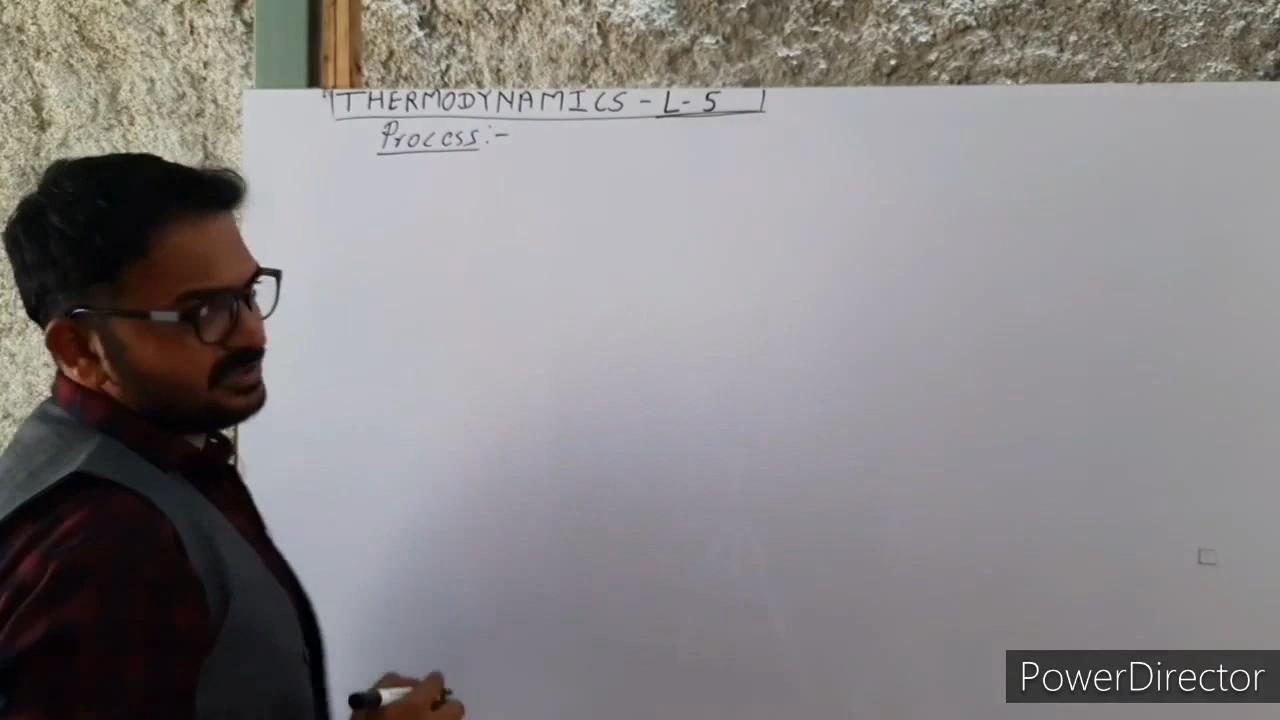 THERMODYNAMICS - L-5
Process :-
PowerDirector